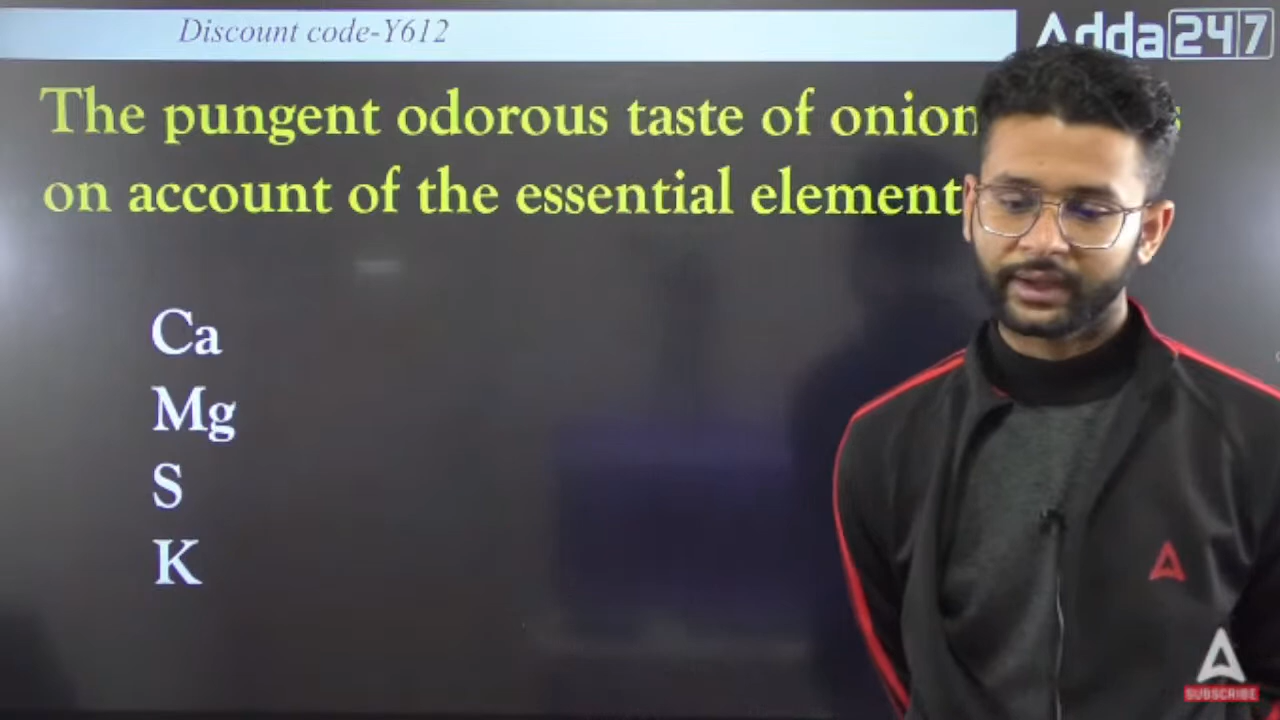 Discount code-Y612
Adda247
The pungent odorous taste of onion
on account of the essential element
Ca
Mg
S
K
SUBSCRIBE